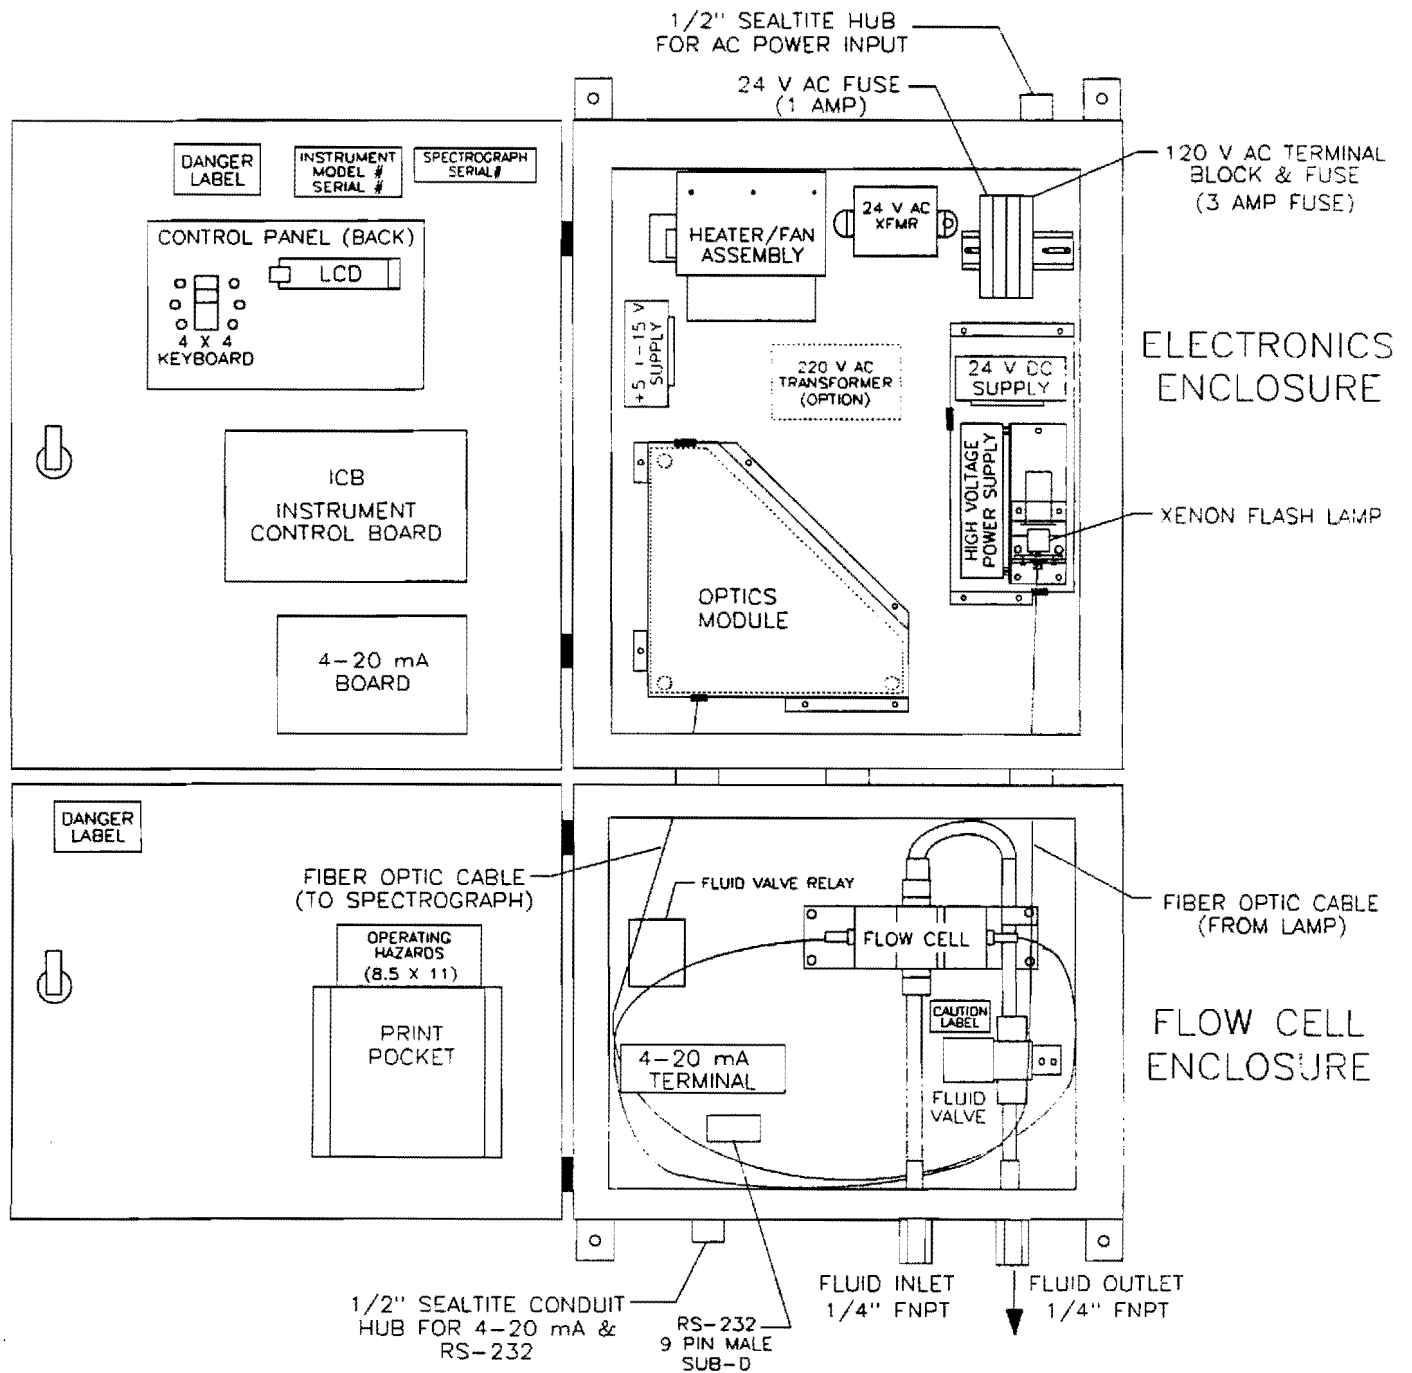 1/2" SEALTITE HUB
FOR AC POWER INPUT
24 V AC FUSE
(1 AMP)
120 V AC TERMINAL
BLOCK & FUSE
(3 AMP FUSE)
DANGER
LABEL
INSTRUMENT
MODEL #
SERIAL #
SPECTROGRAPH
SERIAL#
CONTROL PANEL (BACK)
LCD
4 X 4
KEYBOARD
HEATER/FAN
ASSEMBLY
24 V AC
XFMR
+5 +-15 V
SUPPLY
220 V AC
TRANSFORMER
(OPTION)
24 V DC
SUPPLY
ELECTRONICS
ENCLOSURE
ICB
INSTRUMENT
CONTROL BOARD
HIGH VOLTAGE
POWER SUPPLY
XENON FLASH LAMP
OPTICS
MODULE
4-20 mA
BOARD
DANGER
LABEL
FIBER OPTIC CABLE
(TO SPECTROGRAPH)
FLUID VALVE RELAY
FLOW CELL
FIBER OPTIC CABLE
(FROM LAMP)
OPERATING
HAZARDS
(8.5 X 11)
PRINT
POCKET
CAUTION
LABEL
4-20 mA
TERMINAL
FLUID
VALVE
FLOW CELL
ENCLOSURE
1/2" SEALTITE CONDUIT
HUB FOR 4-20 mA &
RS-232
RS-232
9 PIN MALE
SUB-D
FLUID INLET
1/4" FNPT
FLUID OUTLET
1/4" FNPT